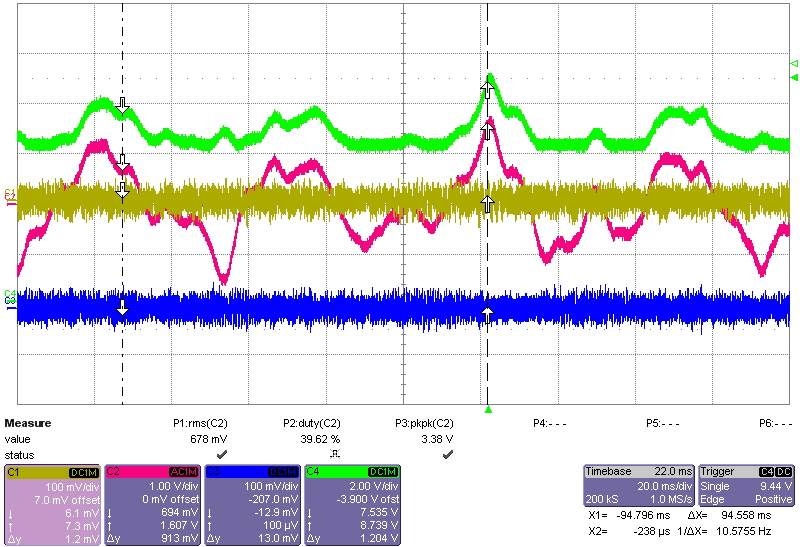 Measure P1:rms(C2) P2:duty(C2) P3:pkpk(C2) P4:- - - P5:- - - P6:- - -
value 678 mV 39.62 % 3.38 V
status
C1 DC1M
100 mV/div
7.0 mV offset
↓ 6.1 mV
↑ 7.3 mV
Δy 1.2 mV
C2 AC1M
1.00 V/div
0 mV offset
↓ 694 mV
↑ 1.607 V
Δy 913 mV
C3 DC1M
100 mV/div
-207.0 mV
↓ -12.9 mV
↑ 100 µV
Δy 13.0 mV
C4 DC1M
2.00 V/div
-3.900 V ofst
↓ 7.535 V
↑ 8.739 V
Δy 1.204 V
Timebase 22.0 ms
20.0 ms/div
200 kS 1.0 MS/s
Trigger C4 DC
Single 9.44 V
Edge Positive
X1= -94.796 ms ΔX= 94.558 ms
X2= -238 µs 1/ΔX= 10.5755 Hz